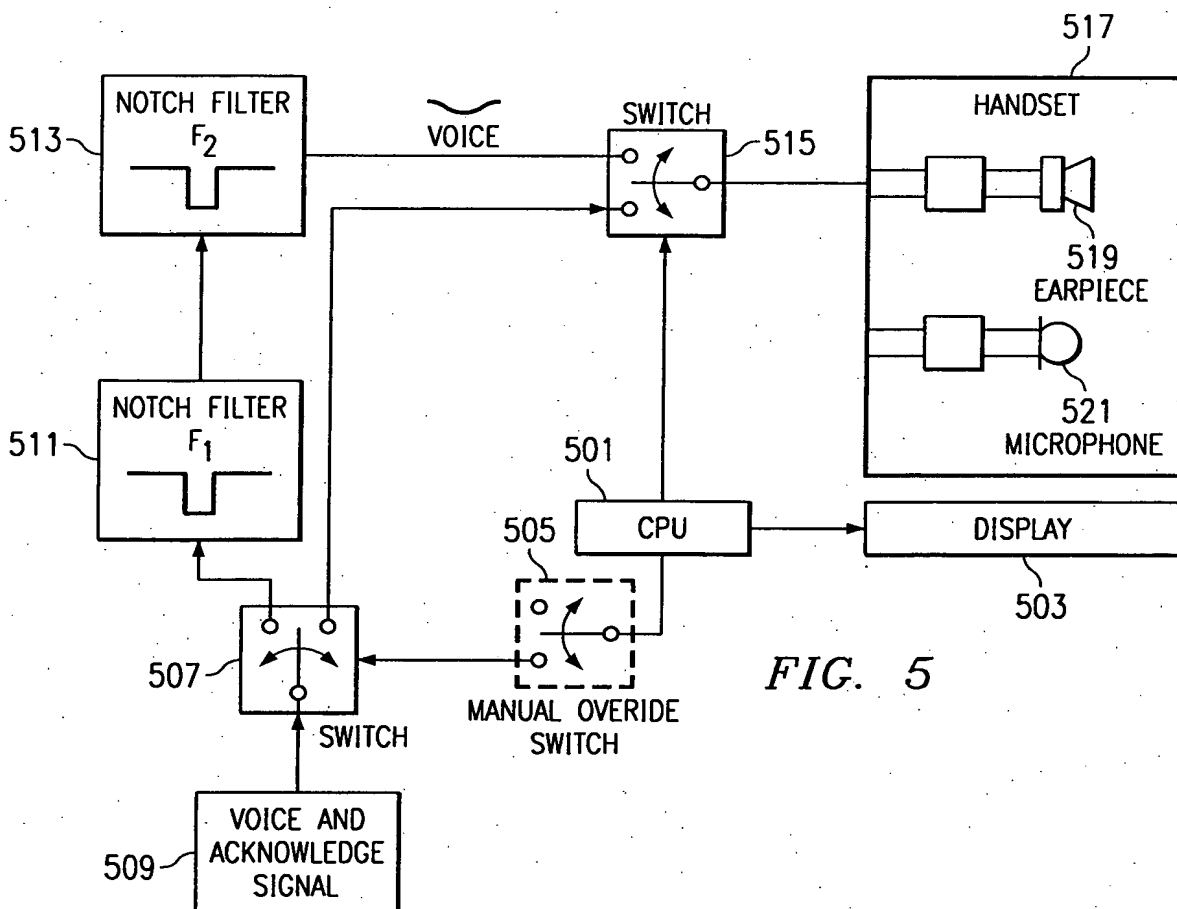 517
NOTCH FILTER
F2
513
VOICE
SWITCH
515
HANDSET
519
EARPIECE
NOTCH FILTER
F1
511
521
MICROPHONE
501
CPU
DISPLAY
503
505
507
SWITCH
MANUAL OVERIDE
SWITCH
FIG. 5
VOICE AND
ACKNOWLEDGE
SIGNAL
509